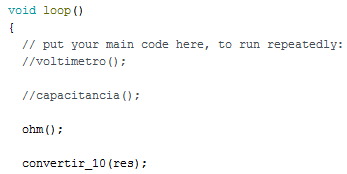 void loop()
{
// put your main code here, to run repeatedly:
//voltimetro();
//capacitancia();
ohm();
convertir_10(res);